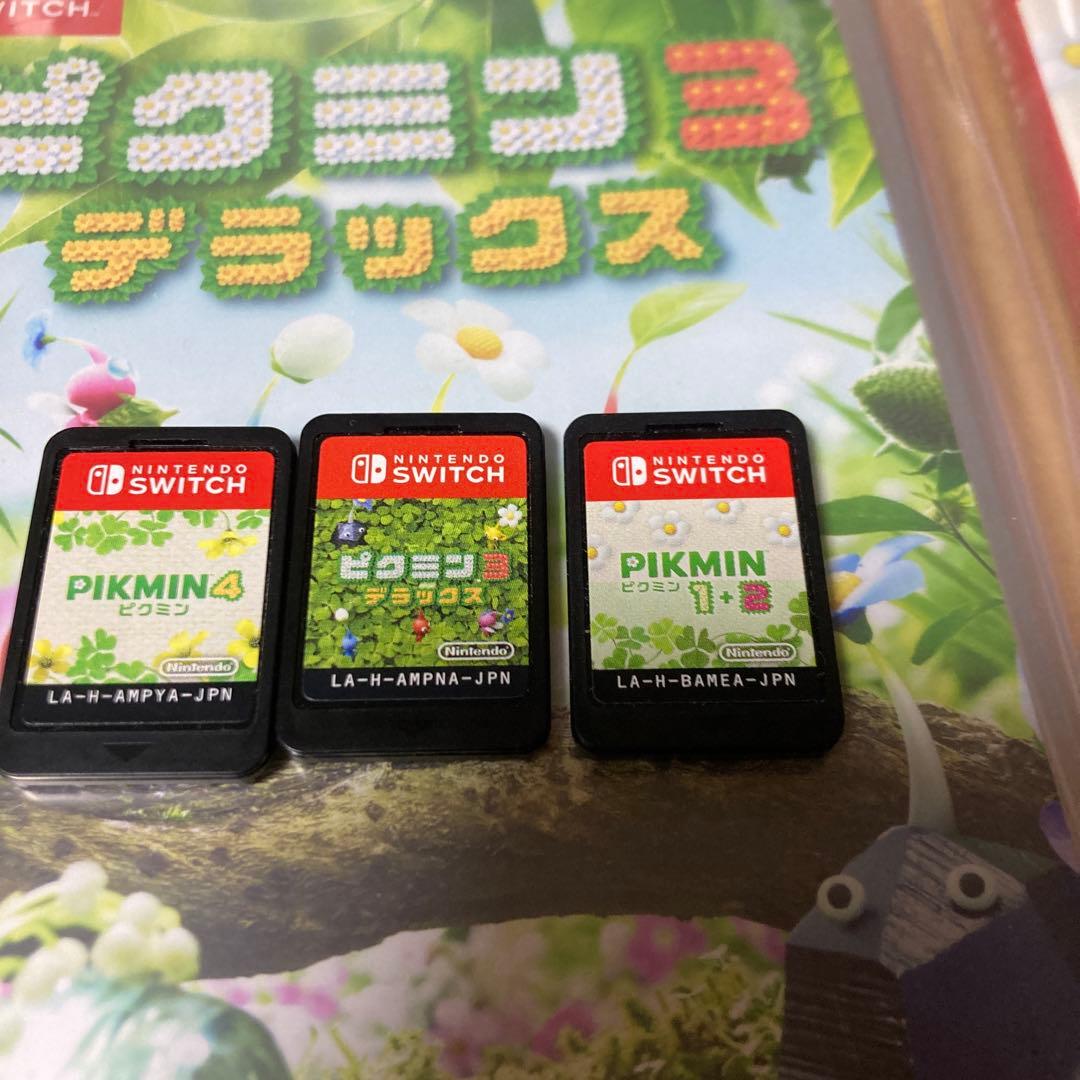 WITCH™
ピクミン3
デラックス
NINTENDO
SWITCH
PIKMIN4
ピクミン
Nintendo
LA-H-AMPYA-JPN
NINTENDO
SWITCH
ピクミン3
デラックス
Nintendo
LA-H-AMPNA-JPN
NINTENDO
SWITCH
PIKMIN
ピクミン 1+2
Nintendo
LA-H-BAMEA-JPN